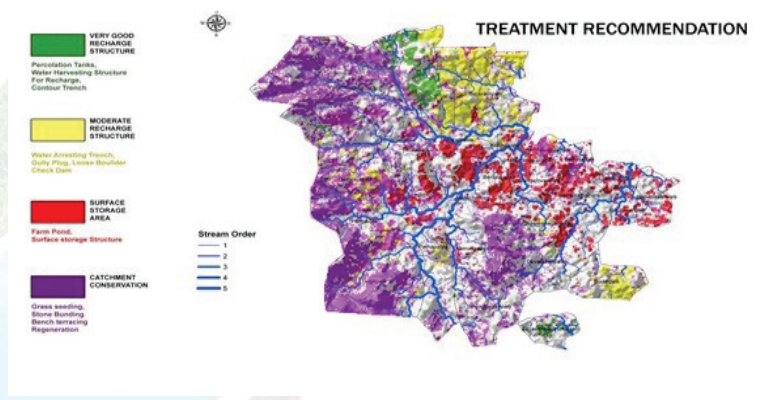 TREATMENT RECOMMENDATION
VERY GOOD
RECHARGE
STRUCTURE
Percolation Tanks,
Water Harvesting Structure
For Recharge,
Contour Trench
MODERATE
RECHARGE
STRUCTURE
Water Arresting Trench,
Gully Plug, Loose Boulder
Check Dam
SURFACE
STORAGE
AREA
Farm Pond,
Surface storage Structure
CATCHMENT
CONSERVATION
Grass seeding,
Stone Bunding
Bench terracing
Regeneration
Stream Order
1
2
3
4
5